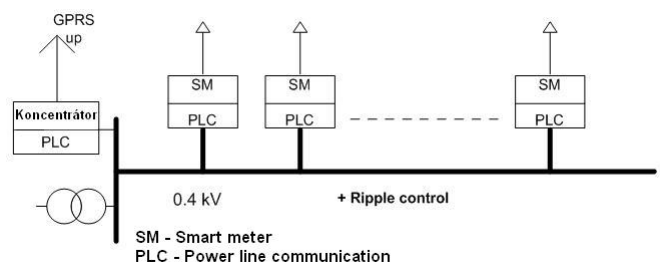 GPRS
up
Koncentrátor
PLC
SM
PLC
SM
PLC
SM
PLC
0.4 kV
+ Ripple control
SM - Smart meter
PLC - Power line communication